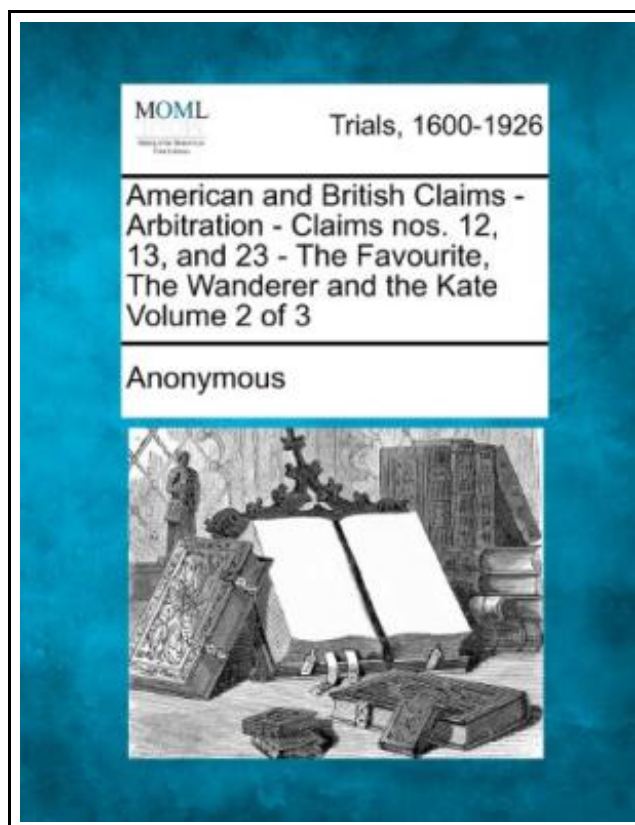 MOML
Trials, 1600-1926
American and British Claims -
Arbitration - Claims nos. 12,
13, and 23 - The Favourite,
The Wanderer and the Kate
Volume 2 of 3
Anonymous